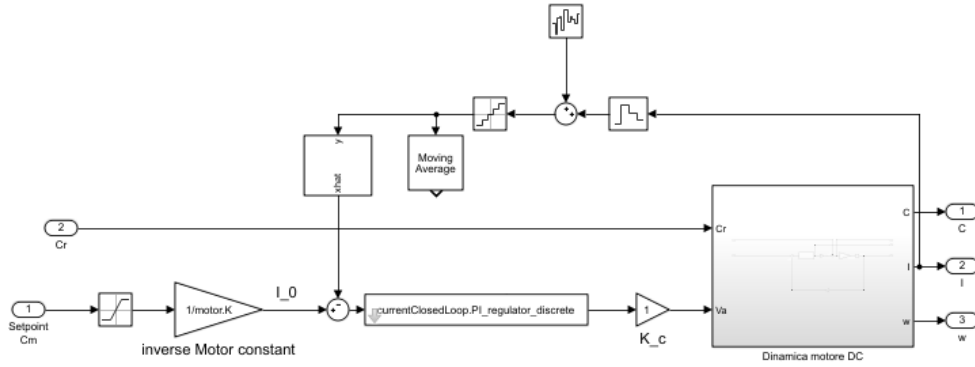 y
xhat
Moving
Average
2
Cr
Cr
C
1
C
I
2
I
1
Setpoint
Cm
1/motor.K
I_0
inverse Motor constant
currentClosedLoop.PI_regulator_discrete
1
K_c
Va
w
3
w
Dinamica motore DC